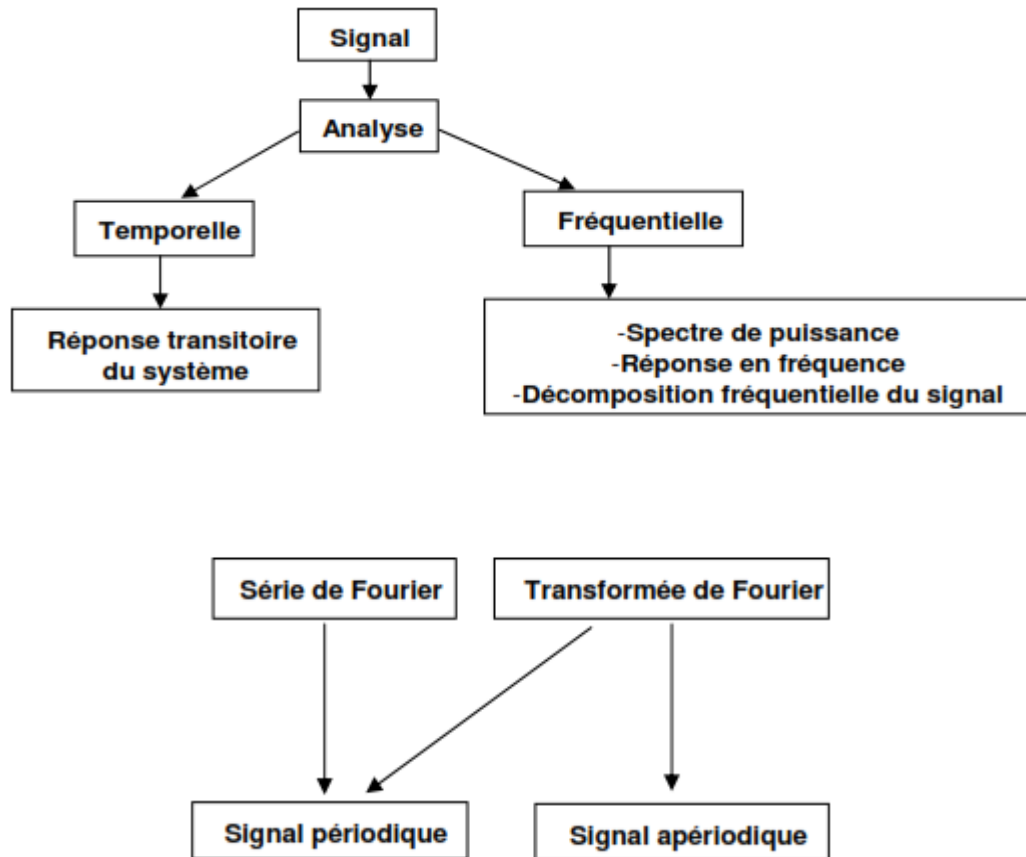 Signal
Analyse
Temporelle
Fréquentielle
Réponse transitoire
du système
-Spectre de puissance
-Réponse en fréquence
-Décomposition fréquentielle du signal
Série de Fourier
Transformée de Fourier
Signal périodique
Signal apériodique